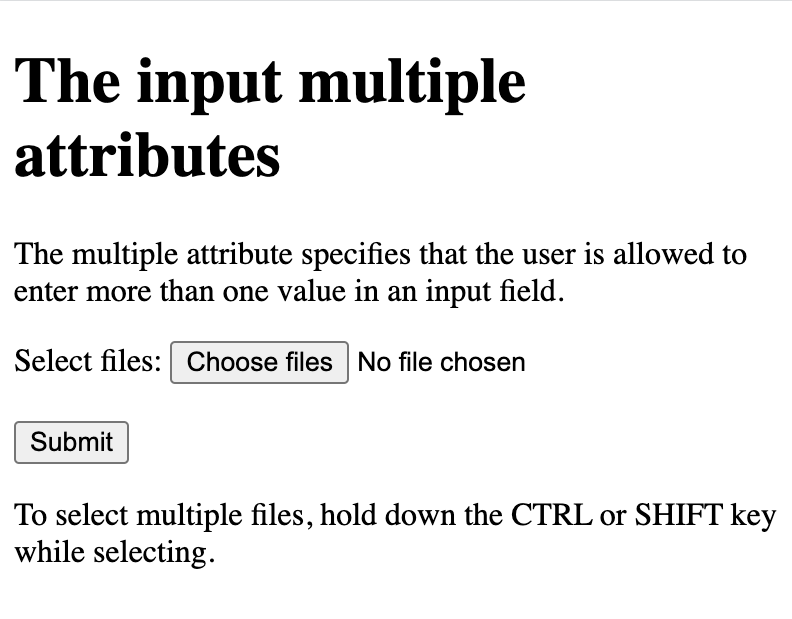 The input multiple
attributes
The multiple attribute specifies that the user is allowed to
enter more than one value in an input field.
Select files: Choose files No file chosen
Submit
To select multiple files, hold down the CTRL or SHIFT key
while selecting.